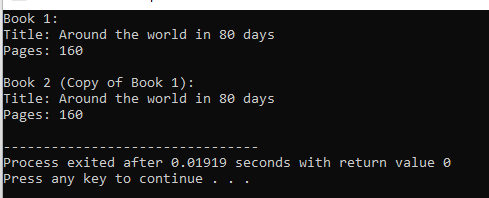 Book 1:
Title: Around the world in 80 days
Pages: 160
Book 2 (Copy of Book 1):
Title: Around the world in 80 days
Pages: 160
--------------------------------
Process exited after 0.01919 seconds with return value 0
Press any key to continue . . .